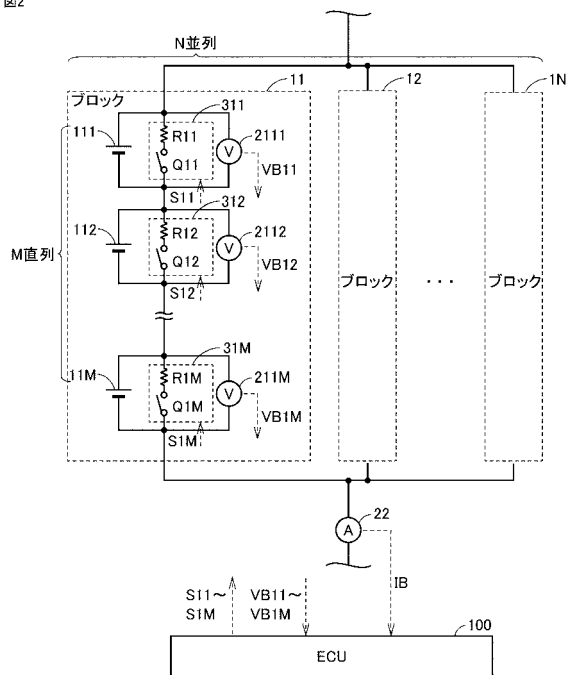 図2
N並列
ブロック
11
12
1N
111
R11
Q11
311
V
2111
VB11
S11
112
R12
Q12
312
V
2112
VB12
S12
M直列
ブロック
・・・
ブロック
11M
R1M
Q1M
31M
V
211M
VB1M
S1M
A
22
IB
S11～
S1M
VB11～
VB1M
100
ECU